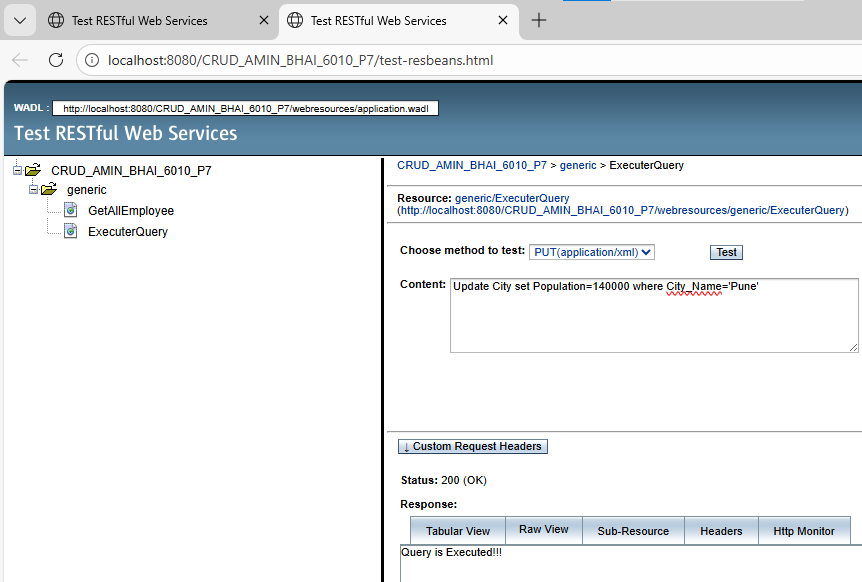 Test RESTful Web Services
Test RESTful Web Services
localhost:8080/CRUD_AMIN_BHAI_6010_P7/test-resbeans.html
WADL : http://localhost:8080/CRUD_AMIN_BHAI_6010_P7/webresources/application.wadl
Test RESTful Web Services
CRUD_AMIN_BHAI_6010_P7
generic
GetAllEmployee
ExecuterQuery
CRUD_AMIN_BHAI_6010_P7 > generic > ExecuterQuery
Resource: generic/ExecuterQuery
(http://localhost:8080/CRUD_AMIN_BHAI_6010_P7/webresources/generic/ExecuterQuery)
Choose method to test: PUT(application/xml) Test
Content: Update City set Population=140000 where City_Name='Pune'
↓ Custom Request Headers
Status: 200 (OK)
Response:
Tabular View Raw View Sub-Resource Headers Http Monitor
Query is Executed!!!